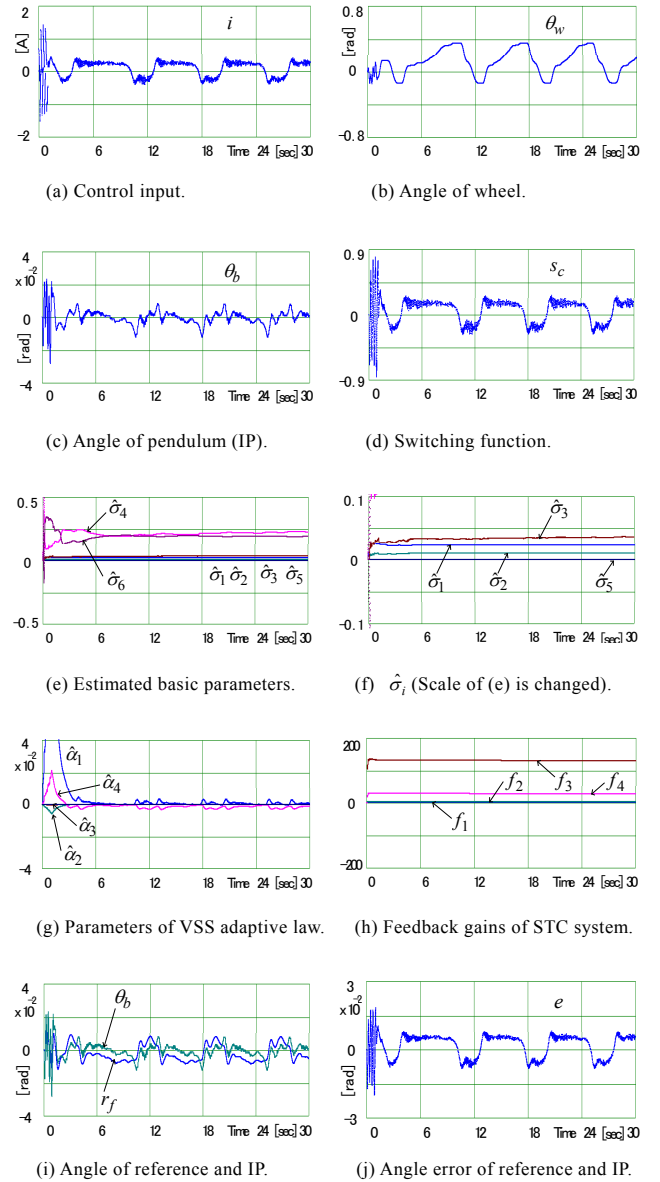 2
[A]
0
-2
i
0 6 12 18 Time 24 [sec] 30
(a) Control input.
0.8
[rad]
0
-0.8
θ_w
0 6 12 18 Time 24 [sec] 30
(b) Angle of wheel.
4
x10^-2
0
[rad]
-4
θ_b
0 6 12 18 Time 24 [sec] 30
(c) Angle of pendulum (IP).
0.9
0
-0.9
s_c
0 6 12 18 Time 24 [sec] 30
(d) Switching function.
0.5
0
-0.5
σ̂_4
σ̂_6
σ̂_1 σ̂_2 σ̂_3 σ̂_5
0 6 12 18 Time 24 [sec] 30
(e) Estimated basic parameters.
0.1
0
-0.1
σ̂_3
σ̂_1 σ̂_2 σ̂_5
0 6 12 18 Time 24 [sec] 30
(f) σ̂_i (Scale of (e) is changed).
4
x10^-2
0
-4
α̂_1
α̂_4
α̂_3
α̂_2
0 6 12 18 Time 24 [sec] 30
(g) Parameters of VSS adaptive law.
200
0
-200
f_2 f_3 f_4
f_1
0 6 12 18 Time 24 [sec] 30
(h) Feedback gains of STC system.
4
x10^-2
0
[rad]
-4
θ_b
r_f
0 6 12 18 Time 24 [sec] 30
(i) Angle of reference and IP.
3
x10^-2
0
[rad]
-3
e
0 6 12 18 Time 24 [sec] 30
(j) Angle error of reference and IP.